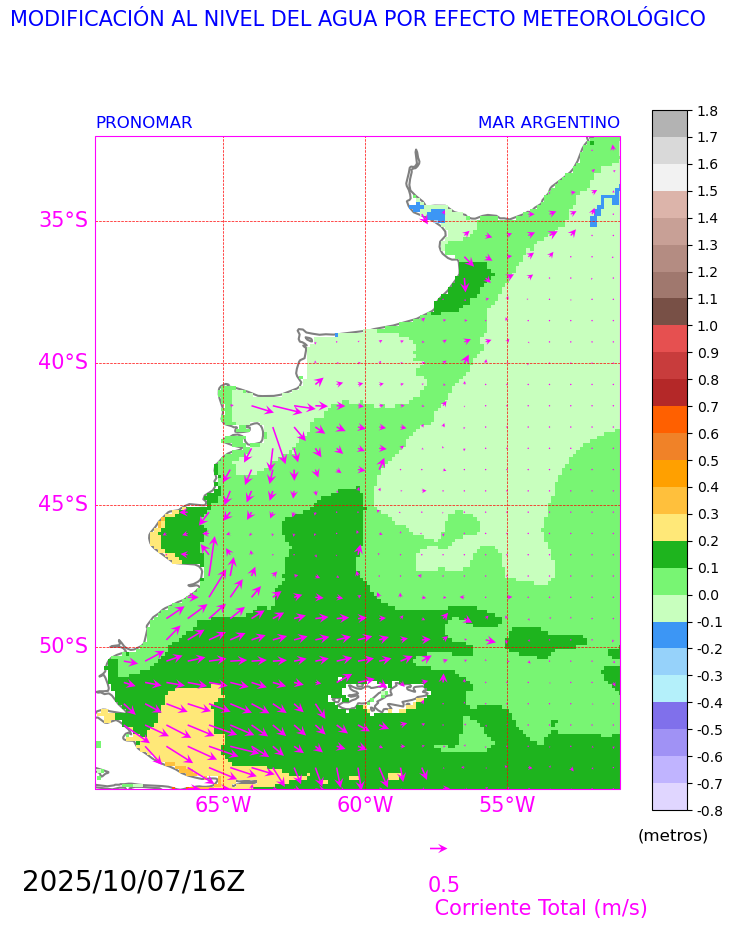 MODIFICACIÓN AL NIVEL DEL AGUA POR EFECTO METEOROLÓGICO
PRONOMAR MAR ARGENTINO
1.8
1.7
1.6
1.5
1.4
1.3
1.2
1.1
1.0
0.9
0.8
0.7
0.6
0.5
0.4
0.3
0.2
0.1
0.0
-0.1
-0.2
-0.3
-0.4
-0.5
-0.6
-0.7
-0.8
(metros)
35°S
40°S
45°S
50°S
65°W 60°W 55°W
2025/10/07/16Z
0.5
Corriente Total (m/s)